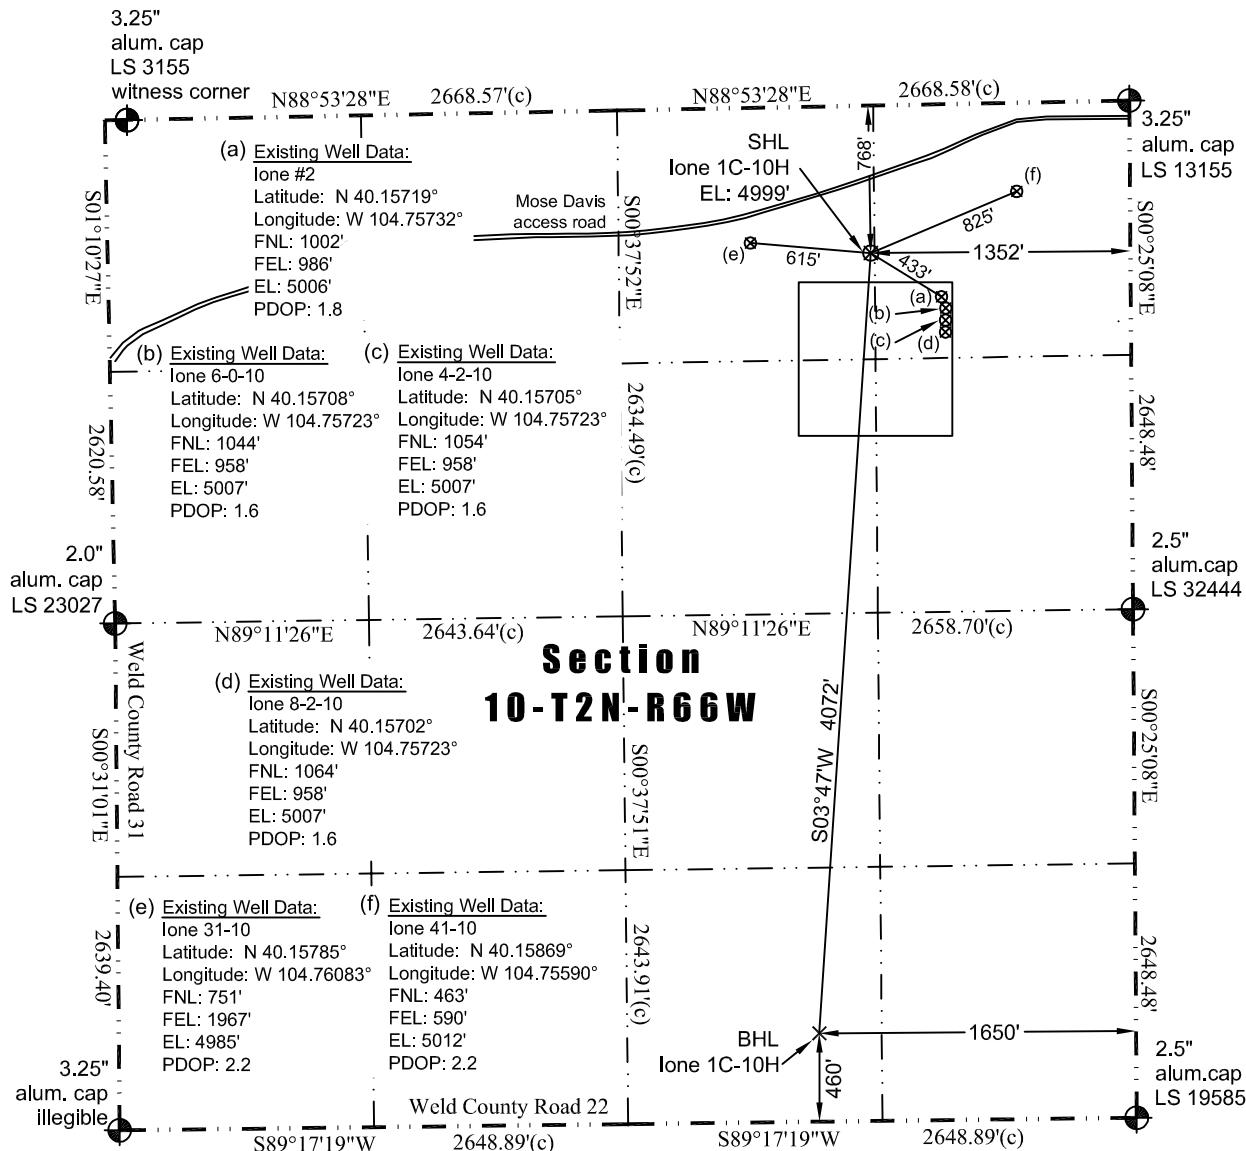 3.25"
alum. cap
LS 3155
witness corner
N88°53'28"E
2668.57'(c)
N88°53'28"E
2668.58'(c)
3.25"
alum. cap
LS 13155
SHL
Ione 1C-10H
EL: 4999'
768'
(a) Existing Well Data:
Ione #2
Latitude: N 40.15719°
Longitude: W 104.75732°
FNL: 1002'
FEL: 986'
EL: 5006'
PDOP: 1.8
Mose Davis
access road
S01°10'27"E
S00°37'52"E
S00°25'08"E
(f)
825'
(e)
615'
1352'
433'
(a)
(b)
(c)
(d)
(b) Existing Well Data:
Ione 6-0-10
Latitude: N 40.15708°
Longitude: W 104.75723°
FNL: 1044'
FEL: 958'
EL: 5007'
PDOP: 1.6
(c) Existing Well Data:
Ione 4-2-10
Latitude: N 40.15705°
Longitude: W 104.75723°
FNL: 1054'
FEL: 958'
EL: 5007'
PDOP: 1.6
2620.58'
2634.49'(c)
2648.48'
2.0"
alum. cap
LS 23027
2.5"
alum.cap
LS 32444
N89°11'26"E
2643.64'(c)
N89°11'26"E
2658.70'(c)
Section
10-T2N-R66W
Weld County Road 31
S00°31'01"E
(d) Existing Well Data:
Ione 8-2-10
Latitude: N 40.15702°
Longitude: W 104.75723°
FNL: 1064'
FEL: 958'
EL: 5007'
PDOP: 1.6
S00°37'51"E
S03°47'W 4072'
S00°25'08"E
(e) Existing Well Data:
Ione 31-10
Latitude: N 40.15785°
Longitude: W 104.76083°
FNL: 751'
FEL: 1967'
EL: 4985'
PDOP: 2.2
(f) Existing Well Data:
Ione 41-10
Latitude: N 40.15869°
Longitude: W 104.75590°
FNL: 463'
FEL: 590'
EL: 5012'
PDOP: 2.2
2639.40'
2643.91'(c)
2648.48'
BHL
Ione 1C-10H
1650'
460'
3.25"
alum. cap
illegible
2.5"
alum.cap
LS 19585
Weld County Road 22
S89°17'19"W
2648.89'(c)
S89°17'19"W
2648.89'(c)